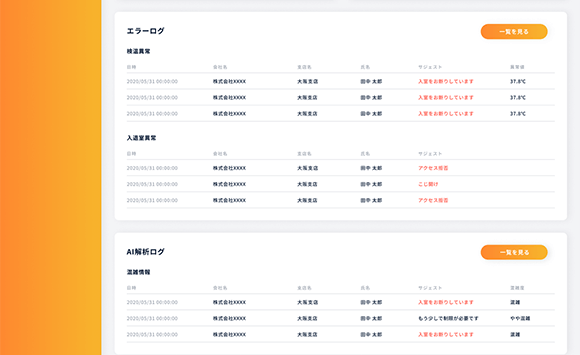 エラーログ 一覧を見る
検温異常
日時 会社名 支店名 氏名 サジェスト 異常値
2020/05/31 00:00:00 株式会社XXXX 大阪支店 田中 太郎 入室をお断りしています 37.8℃
2020/05/31 00:00:00 株式会社XXXX 大阪支店 田中 太郎 入室をお断りしています 37.8℃
2020/05/31 00:00:00 株式会社XXXX 大阪支店 田中 太郎 入室をお断りしています 37.8℃
入退室異常
日時 会社名 支店名 氏名 サジェスト
2020/05/31 00:00:00 株式会社XXXX 大阪支店 田中 太郎 アクセス拒否
2020/05/31 00:00:00 株式会社XXXX 大阪支店 田中 太郎 こじ開け
2020/05/31 00:00:00 株式会社XXXX 大阪支店 田中 太郎 アクセス拒否
AI解析ログ 一覧を見る
混雑情報
日時 会社名 支店名 氏名 サジェスト 混雑度
2020/05/31 00:00:00 株式会社XXXX 大阪支店 田中 太郎 入室をお断りしています 混雑
2020/05/31 00:00:00 株式会社XXXX 大阪支店 田中 太郎 もう少しで制限が必要です やや混雑
2020/05/31 00:00:00 株式会社XXXX 大阪支店 田中 太郎 入室をお断りしています 混雑